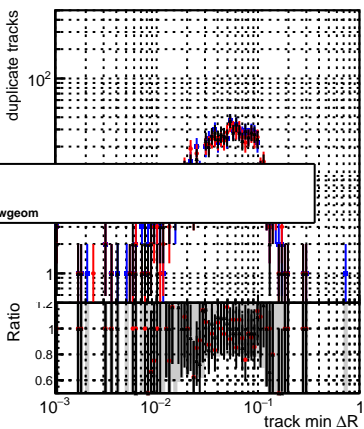 duplicate tracks
10²
wgeom
1
Ratio
1.2
1
0.8
0.6
10⁻³ 10⁻² 10⁻¹ 1
track min ΔR